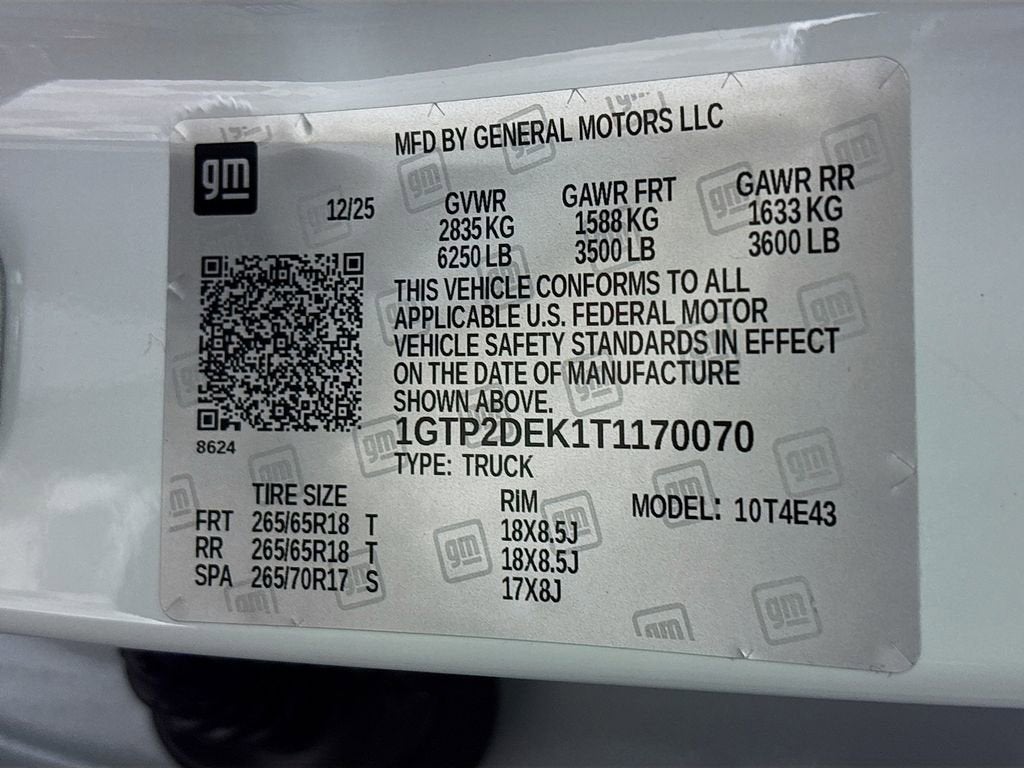 MFD BY GENERAL MOTORS LLC
gm
12/25
GVWR GAWR FRT GAWR RR
2835 KG 1588 KG 1633 KG
6250 LB 3500 LB 3600 LB
THIS VEHICLE CONFORMS TO ALL
APPLICABLE U.S. FEDERAL MOTOR
VEHICLE SAFETY STANDARDS IN EFFECT
ON THE DATE OF MANUFACTURE
SHOWN ABOVE.
8624
1GTP2DEK1T1170070
TYPE: TRUCK
TIRE SIZE RIM MODEL: 10T4E43
FRT 265/65R18 T 18X8.5J
RR 265/65R18 T 18X8.5J
SPA 265/70R17 S 17X8J